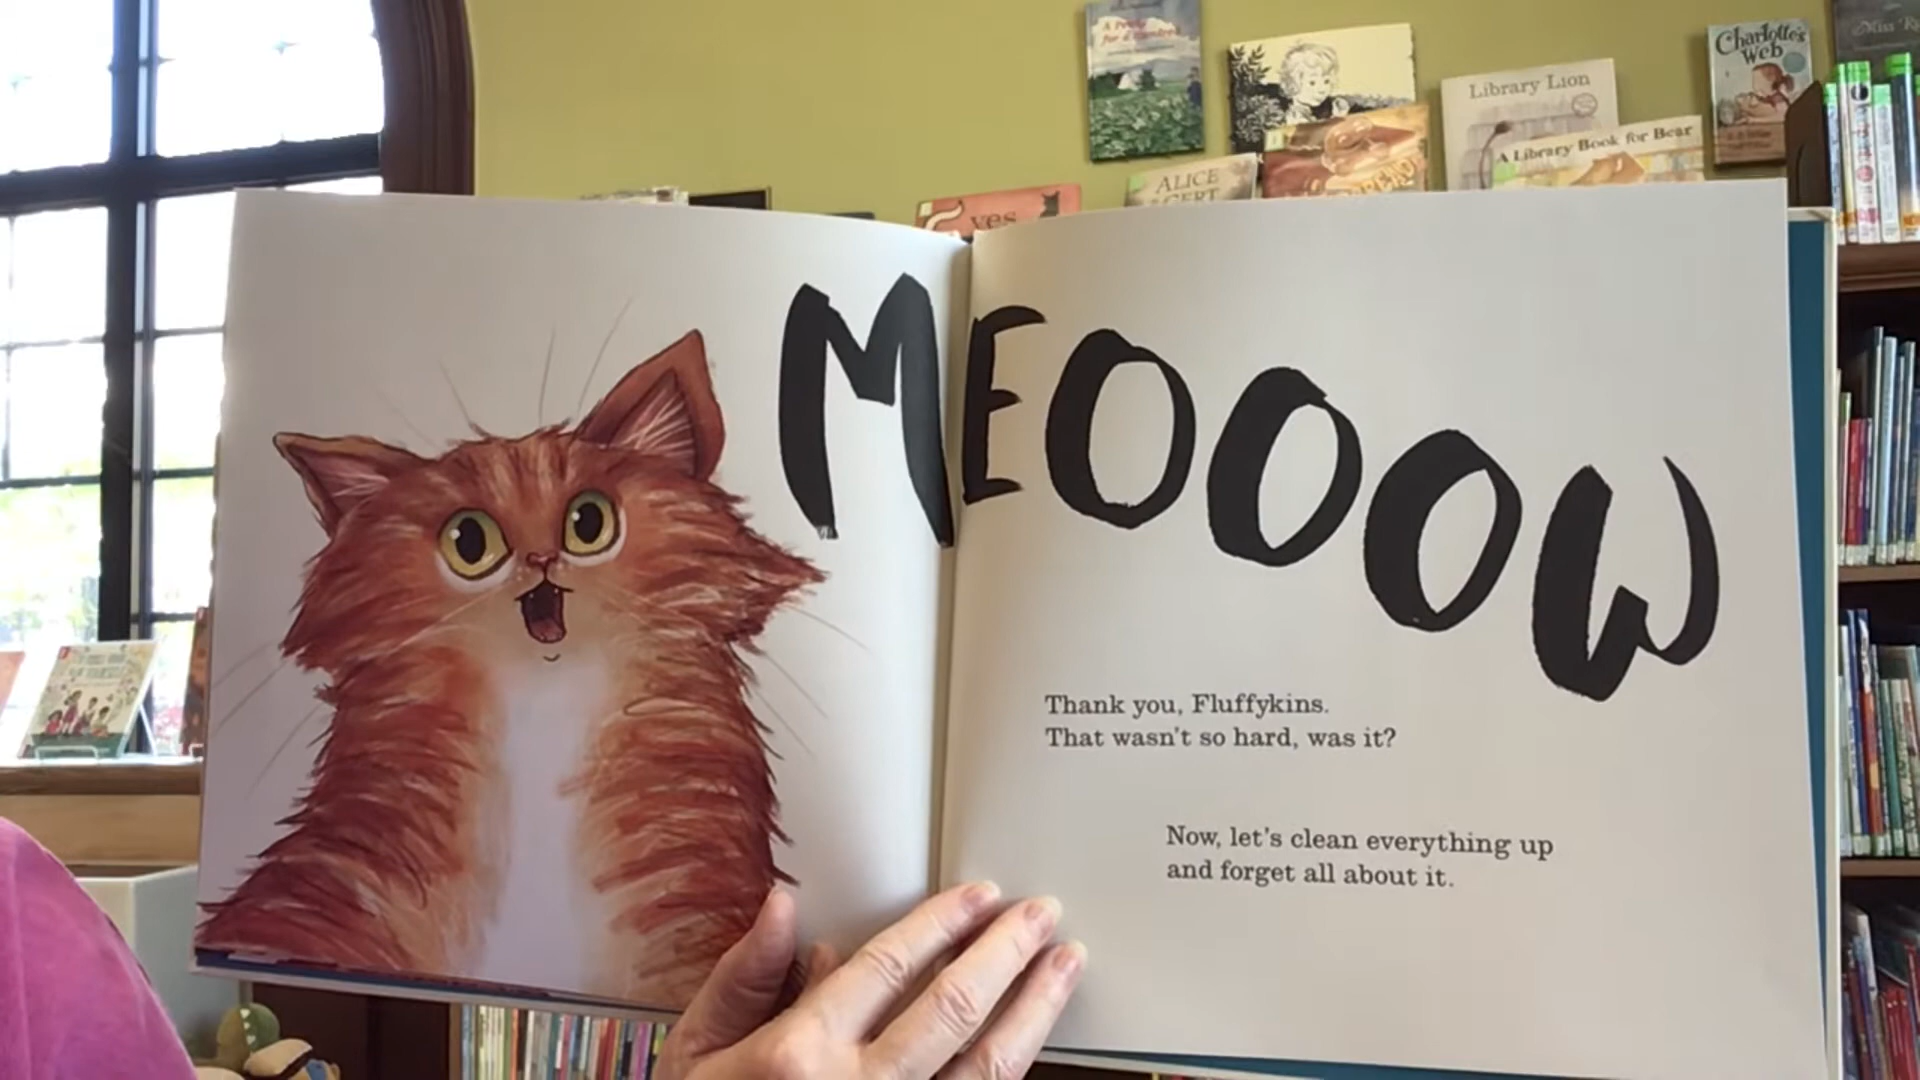 Charlotte's
Web
Library Lion
A Library Book for Bear
ALICE
yes
MEOOOW
Thank you, Fluffykins.
That wasn't so hard, was it?
Now, let's clean everything up
and forget all about it.